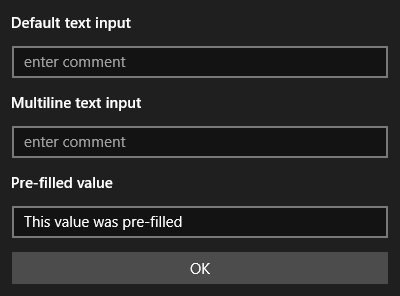 Default text input
enter comment
Multiline text input
enter comment
Pre-filled value
This value was pre-filled
OK